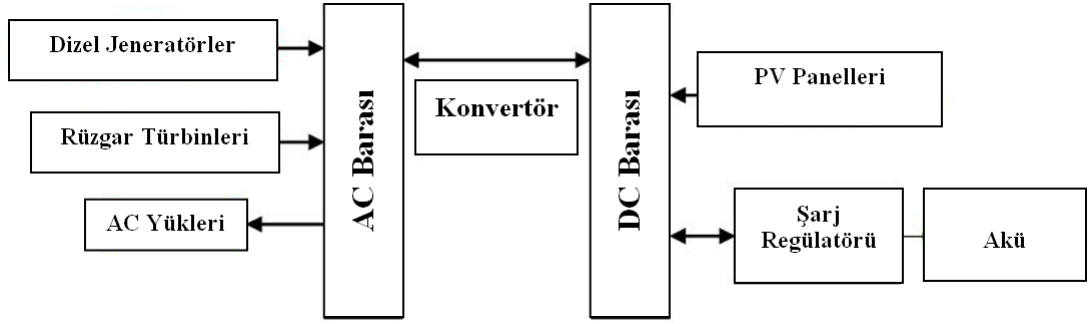 Dizel Jeneratörler
Rüzgar Türbinleri
AC Yükleri
AC Barası
Konvertör
DC Barası
PV Panelleri
Şarj
Regülatörü
Akü